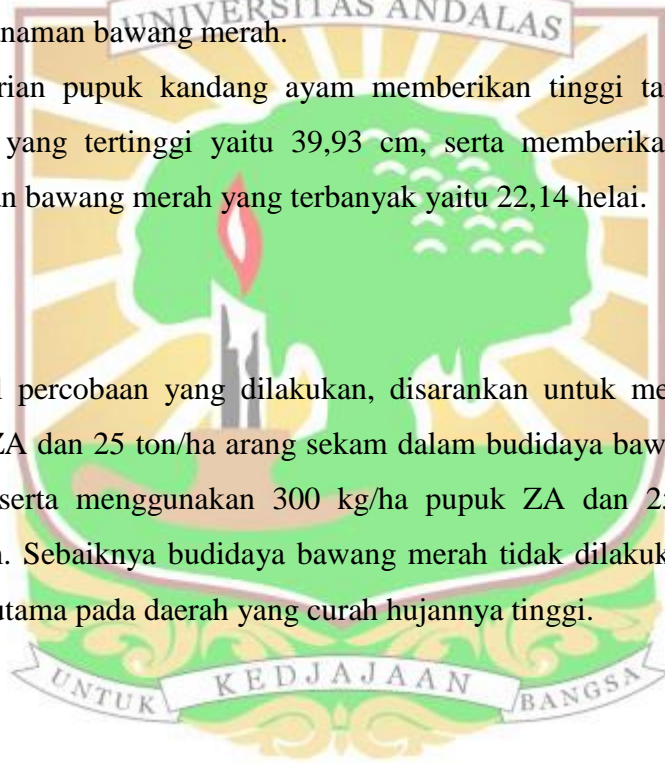 UNIVERSITAS ANDALAS
naman bawang merah.
rian pupuk kandang ayam memberikan tinggi ta
yang tertinggi yaitu 39,93 cm, serta memberika
n bawang merah yang terbanyak yaitu 22,14 helai.
percobaan yang dilakukan, disarankan untuk me
ZA dan 25 ton/ha arang sekam dalam budidaya baw
serta menggunakan 300 kg/ha pupuk ZA dan 2
. Sebaiknya budidaya bawang merah tidak dilakuk
utama pada daerah yang curah hujannya tinggi.
UNTUK KEDJAJAAN BANGSA